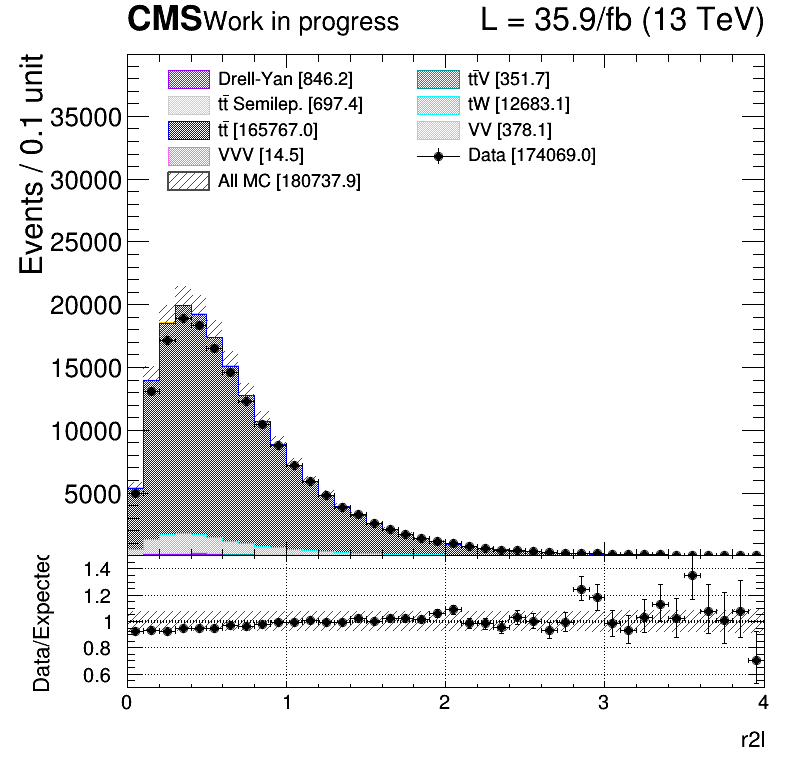 CMS Work in progress L = 35.9/fb (13 TeV)
Events / 0.1 unit
Drell-Yan [846.2] tt̄V [351.7]
tt̄ Semilep. [697.4] tW [12683.1]
tt̄ [165767.0] VV [378.1]
VVV [14.5] Data [174069.0]
All MC [180737.9]
35000
30000
25000
20000
15000
10000
5000
Data/Expected
1.4
1.2
1
0.8
0.6
0 1 2 3 4
r2l